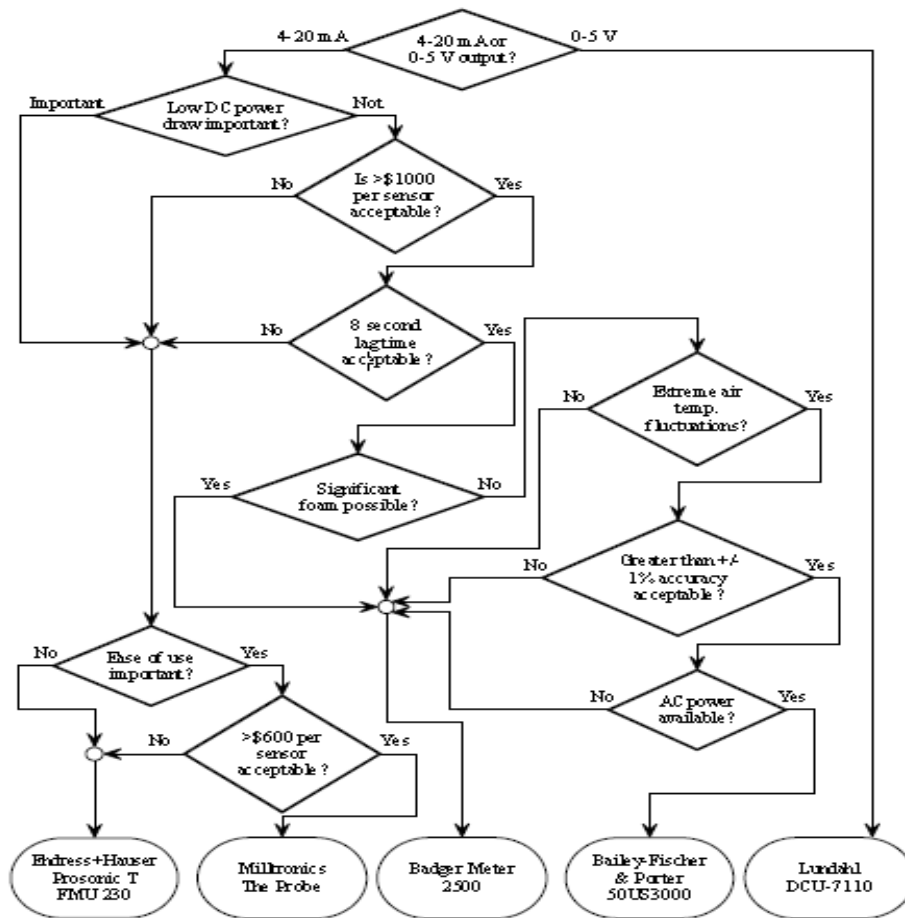 4-20 mA
4-20 mA or
0-5 V output?
0-5 V
Important
Low DC power
draw important?
Not
No
Is >$1000
per sensor
acceptable?
Yes
No
8 second
lagtime
acceptable?
Yes
No
No
Extreme air
temp.
fluctuations?
Yes
Yes
Significant
foam possible?
No
No
Greater than +/-
1% accuracy
acceptable?
Yes
No
Ease of use
important?
Yes
No
AC power
available?
Yes
No
>$600 per
sensor
acceptable?
Yes
Endress+Hauser
Prosonic T
FMU 230
Milltronics
The Probe
Badger Meter
2500
Bailey-Fischer
& Porter
50US3000
Lundahl
DCU-7110